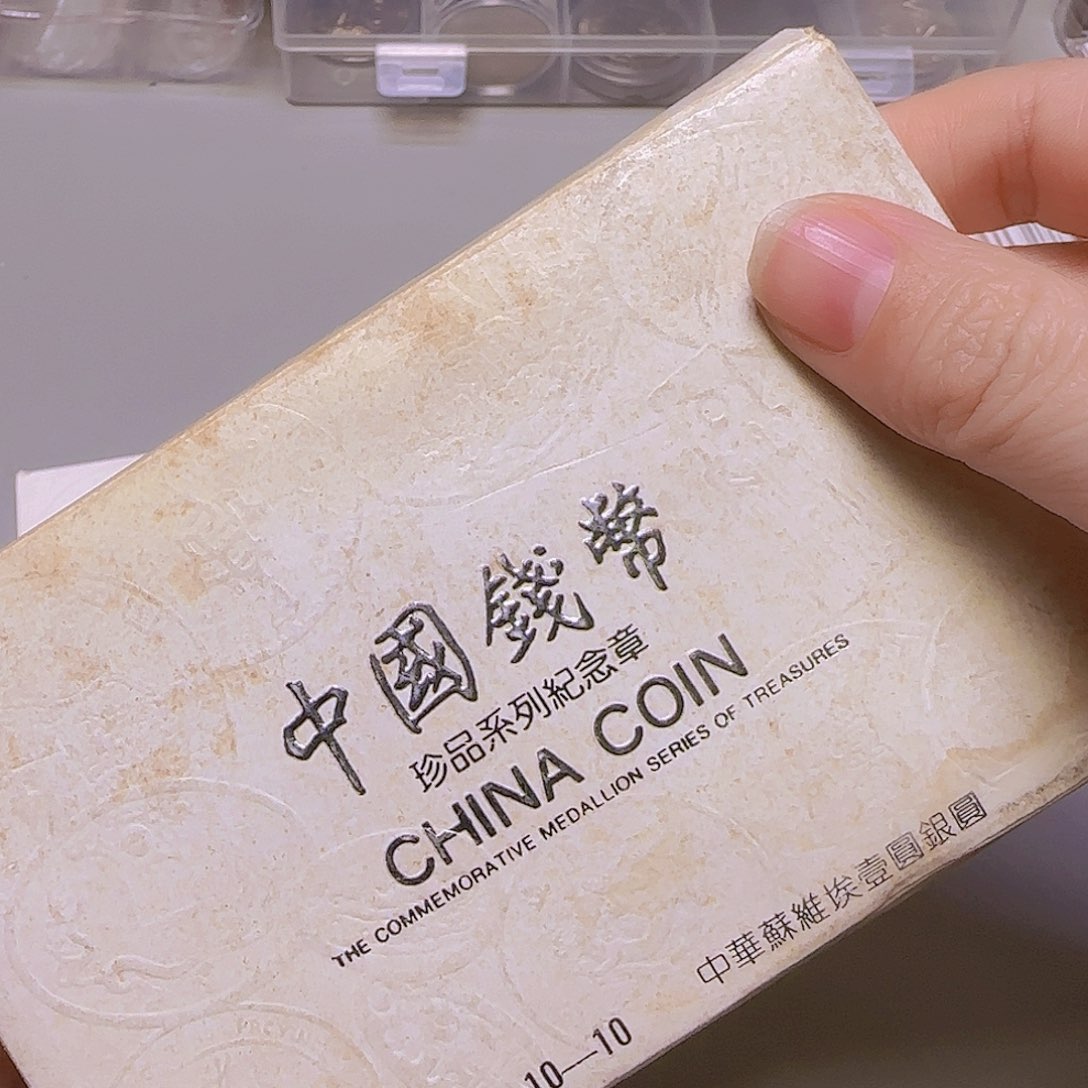 中國錢幣
珍品系列紀念章
CHINA COIN
THE COMMEMORATIVE MEDALLION SERIES OF TREASURES
中華蘇維埃壹圓銀圓
10—10